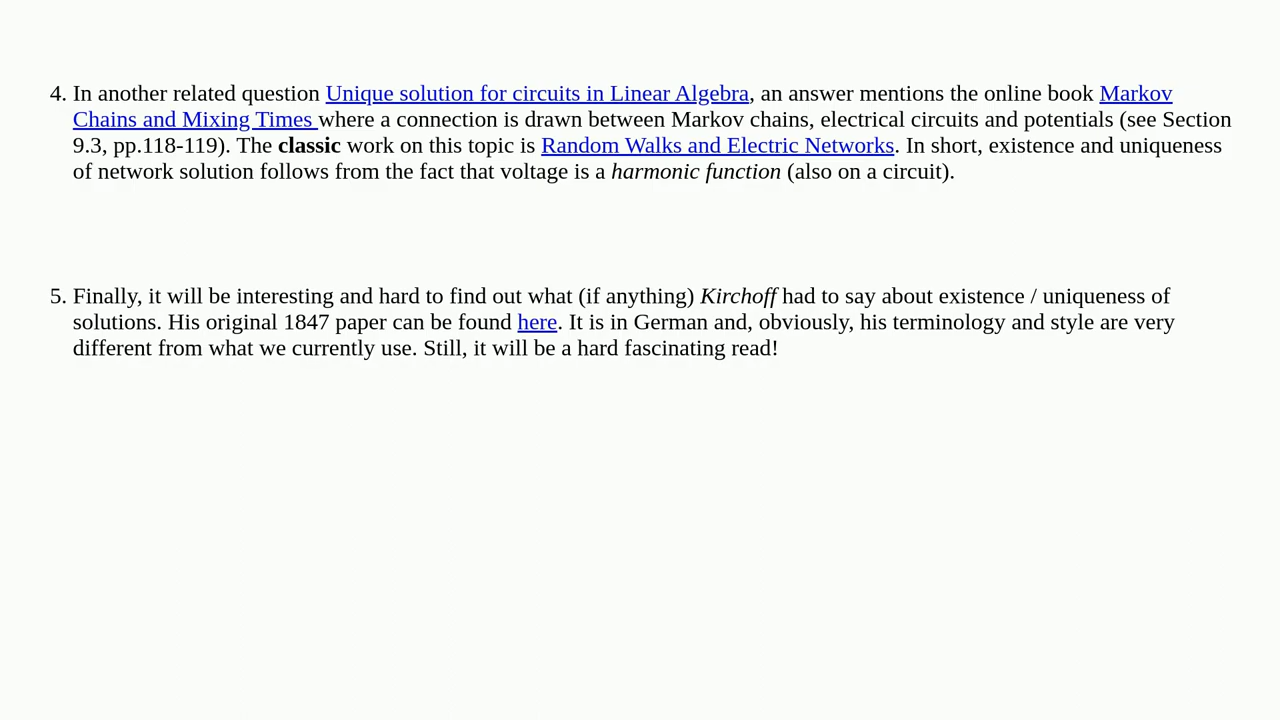 4. In another related question Unique solution for circuits in Linear Algebra, an answer mentions the online book Markov
Chains and Mixing Times where a connection is drawn between Markov chains, electrical circuits and potentials (see Section
9.3, pp.118-119). The classic work on this topic is Random Walks and Electric Networks. In short, existence and uniqueness
of network solution follows from the fact that voltage is a harmonic function (also on a circuit).
5. Finally, it will be interesting and hard to find out what (if anything) Kirchoff had to say about existence / uniqueness of
solutions. His original 1847 paper can be found here. It is in German and, obviously, his terminology and style are very
different from what we currently use. Still, it will be a hard fascinating read!